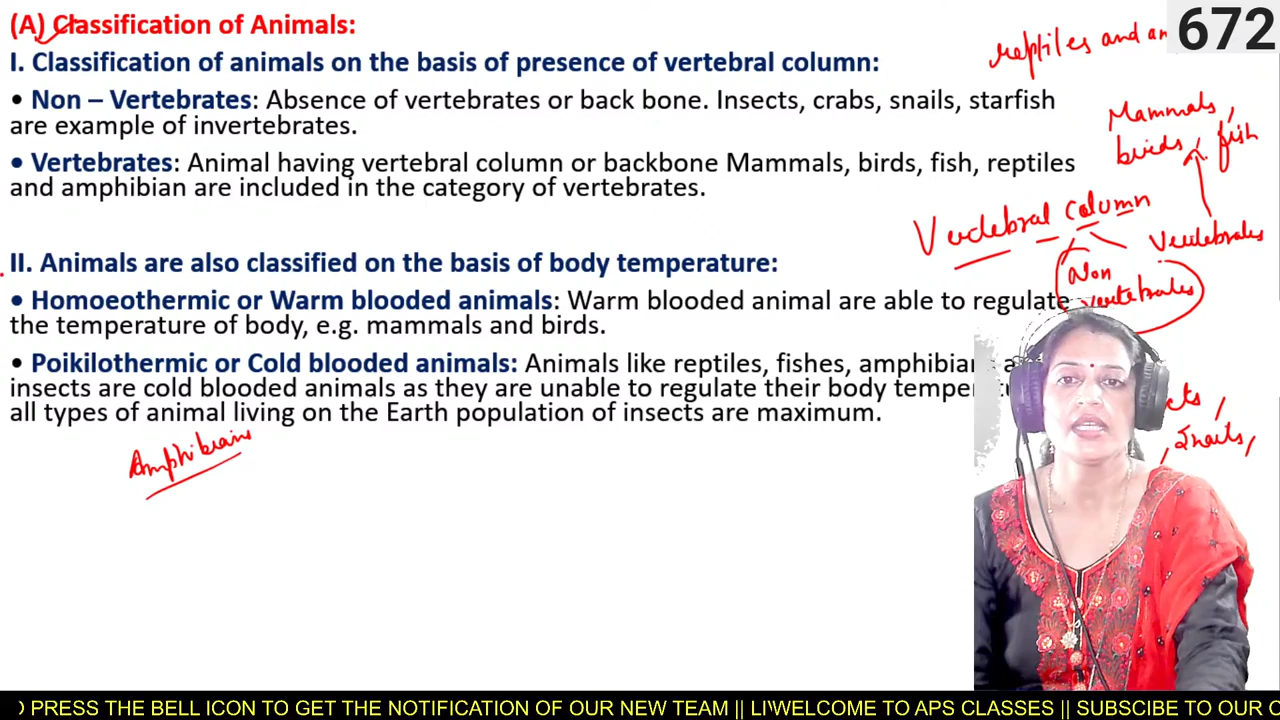 (A) Classification of Animals:
672
reptiles and
I. Classification of animals on the basis of presence of vertebral column:
• Non – Vertebrates: Absence of vertebrates or back bone. Insects, crabs, snails, starfish
are example of invertebrates.
Mammals,
birds, fish
• Vertebrates: Animal having vertebral column or backbone Mammals, birds, fish, reptiles
and amphibian are included in the category of vertebrates.
column
Vertebrates
Non
vertebrates
II. Animals are also classified on the basis of body temperature:
• Homoeothermic or Warm blooded animals: Warm blooded animal are able to regulate
the temperature of body, e.g. mammals and birds.
• Poikilothermic or Cold blooded animals: Animals like reptiles, fishes, amphibian
insects are cold blooded animals as they are unable to regulate their body temper
all types of animal living on the Earth population of insects are maximum.
cts,
Snails,
Amphibians
PRESS THE BELL ICON TO GET THE NOTIFICATION OF OUR NEW TEAM || LI\WELCOME TO APS CLASSES || SUBSCIBE TO OUR